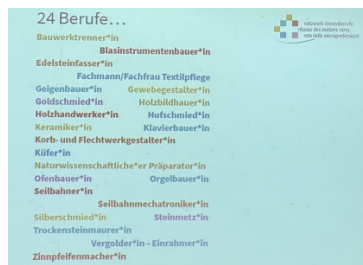 24 Berufe...
Bauwerktrenner*in
Blasinstrumentenbauer*in
Edelsteinfasser*in
Fachmann/Fachfrau Textilpflege
Geigenbauer*in Gewebegestalter*in
Goldschmied*in Holzbildhauer*in
Holzhandwerker*in Hufschmied*in
Keramiker*in Klavierbauer*in
Korb- und Flechtwerkgestalter*in
Küfer*in
Naturwissenschaftliche*er Präparator*in
Ofenbauer*in Orgelbauer*in
Seilbahner*in
Seilbahnmechatroniker*in
Silberschmied*in Steinmetz*in
Trockensteinmaurer*in
Vergolder*in – Einrahmer*in
Zinnpfeifenmacher*in